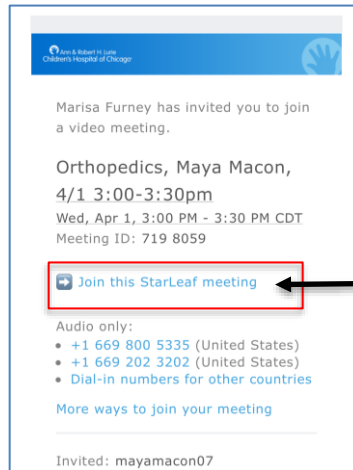 Ann & Robert H. Lurie
Children's Hospital of Chicago
Marisa Furney has invited you to join
a video meeting.
Orthopedics, Maya Macon,
4/1 3:00-3:30pm
Wed, Apr 1, 3:00 PM - 3:30 PM CDT
Meeting ID: 719 8059
Join this StarLeaf meeting
Audio only:
• +1 669 800 5335 (United States)
• +1 669 202 3202 (United States)
• Dial-in numbers for other countries
More ways to join your meeting
Invited: mayamacon07